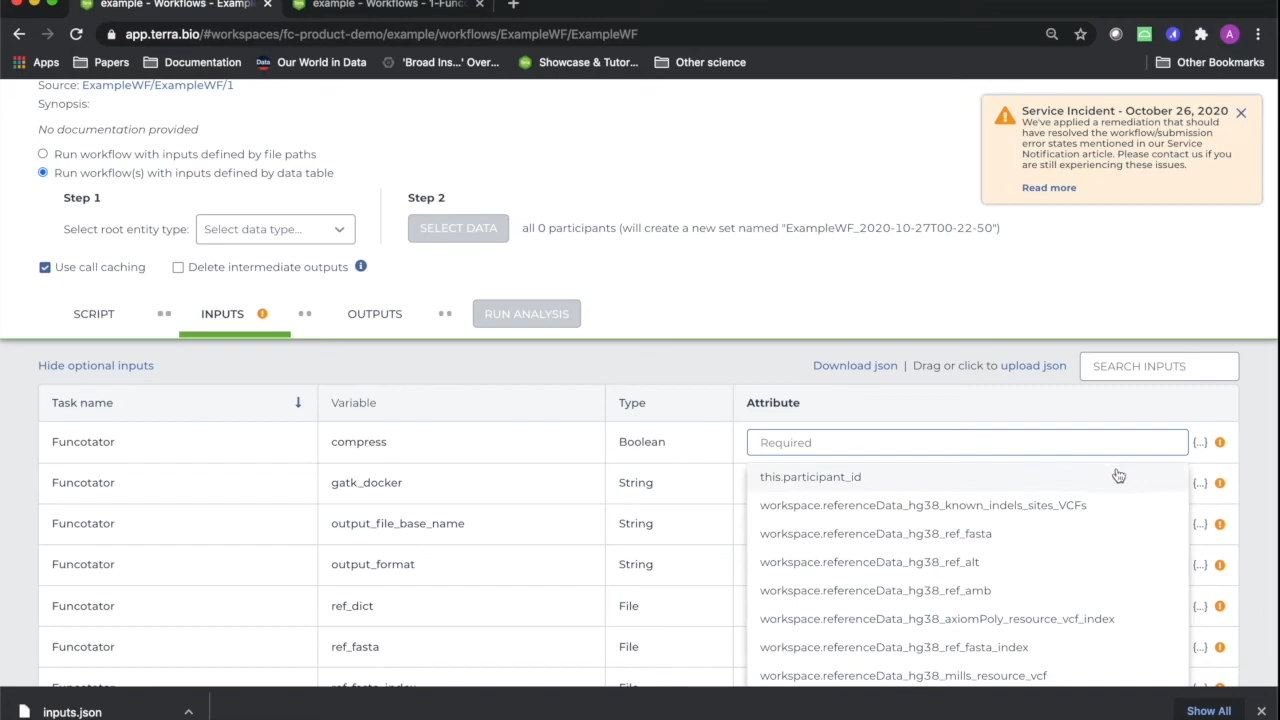 example - Workflows - Exampl
example - Workflows - 1-Func
app.terra.bio/#workspaces/fc-product-demo/example/workflows/ExampleWF/ExampleWF
A
Apps Papers Documentation Our World in Data 'Broad Ins...' Over... Showcase & Tutor... Other science Other Bookmarks
Source: ExampleWF/ExampleWF/1
Synopsis:
No documentation provided
Run workflow with inputs defined by file paths
Run workflow(s) with inputs defined by data table
Service Incident - October 26, 2020
We've applied a remediation that should
have resolved the workflow/submission
error states mentioned in our Service
Notification article. Please contact us if you
are still experiencing these issues.
Read more
Step 1
Select root entity type: Select data type...
Step 2
SELECT DATA all 0 participants (will create a new set named "ExampleWF_2020-10-27T00-22-50")
Use call caching Delete intermediate outputs
SCRIPT INPUTS OUTPUTS RUN ANALYSIS
Hide optional inputs Download json | Drag or click to upload json SEARCH INPUTS
Task name Variable Type Attribute
Funcotator compress Boolean Required {...}
Funcotator gatk_docker String this.participant_id {...}
workspace.referenceData_hg38_known_indels_sites_VCFs
Funcotator output_file_base_name String workspace.referenceData_hg38_ref_fasta {...}
Funcotator output_format String workspace.referenceData_hg38_ref_alt {...}
workspace.referenceData_hg38_ref_amb
Funcotator ref_dict File workspace.referenceData_hg38_axiomPoly_resource_vcf_index {...}
Funcotator ref_fasta File workspace.referenceData_hg38_ref_fasta_index {...}
Funcotator ref_fasta_index File workspace.referenceData_hg38_mills_resource_vcf
inputs.json Show All